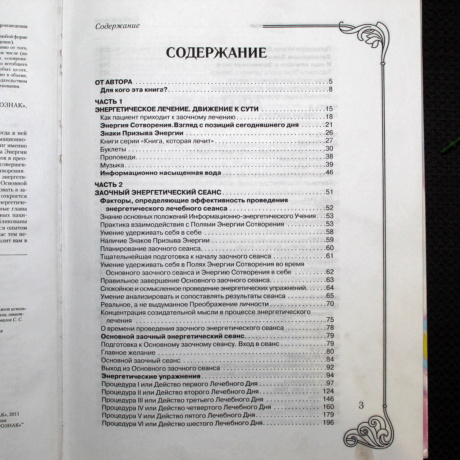 Содержание
СОДЕРЖАНИЕ
ОТ АВТОРА 5
Для кого эта книга? 8
ЧАСТЬ 1
ЭНЕРГЕТИЧЕСКОЕ ЛЕЧЕНИЕ. ДВИЖЕНИЕ К СУТИ 15
Как пациент приходит к заочному лечению 18
Энергия Сотворения. Взгляд с позиций сегодняшнего дня 21
Знаки Призыва Энергии 26
Книги серии «Книга, которая лечит» 27
Буклеты 30
Проповеди. 38
Музыка 39
Информационно насыщенная вода 46
ЧАСТЬ 2
ЗАОЧНЫЙ ЭНЕРГЕТИЧЕСКИЙ СЕАНС 51
Факторы, определяющие эффективность проведения
энергетического лечебного сеанса 52
Знание основных положений Информационно-энергетического Учения 53
Практика взаимодействия с Полями Энергии Сотворения 53
Умение удерживать себя в себе 58
Наличие Знаков Призыва Энергии 59
Планирование заочного сеанса. 60
Тщательнейшая подготовка к началу заочного сеанса 61
Умение удерживать себя в Полях Энергии Сотворения во время
Основного заочного сеанса и Энергию Сотворения в себе 62
Правильное завершение Основного заочного сеанса. 63
Спокойное и осмысленное проведение энергетических упражнений. 64
Умение анализировать и сопоставлять результаты сеанса 65
Реальное, а не выдуманное Преображение личности 70
Концентрация созидательной мысли в процессе энергетического
лечения 75
О времени проведения заочного энергетического сеанса 78
Основной заочный энергетический сеанс 79
Подготовка к Основному заочному сеансу. Вход в сеанс 79
Главное желание 80
Основной заочный сеанс 84
Выход из Основного заочного сеанса 92
Энергетические упражнения 94
Процедура I или Действо первого Лечебного Дня 97
Процедура II или Действо второго Лечебного Дня 124
Процедура III или Действо третьего Лечебного Дня 146
Процедура IV или Действо четвертого Лечебного Дня 160
Процедура V или Действо пятого Лечебного Дня 179
Процедура VI или Действо шестого Лечебного Дня 196
3